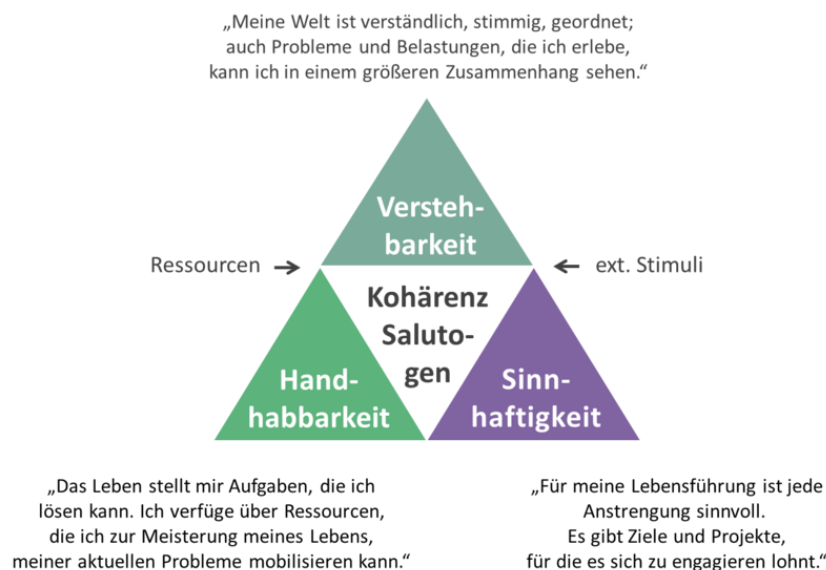 „Meine Welt ist verständlich, stimmig, geordnet;
auch Probleme und Belastungen, die ich erlebe,
kann ich in einem größeren Zusammenhang sehen.“
Versteh-
barkeit
Ressourcen
ext. Stimuli
Kohärenz
Saluto-
gen
Hand-
habbarkeit
Sinn-
haftigkeit
„Das Leben stellt mir Aufgaben, die ich
lösen kann. Ich verfüge über Ressourcen,
die ich zur Meisterung meines Lebens,
meiner aktuellen Probleme mobilisieren kann.“
„Für meine Lebensführung ist jede
Anstrengung sinnvoll.
Es gibt Ziele und Projekte,
für die es sich zu engagieren lohnt.“